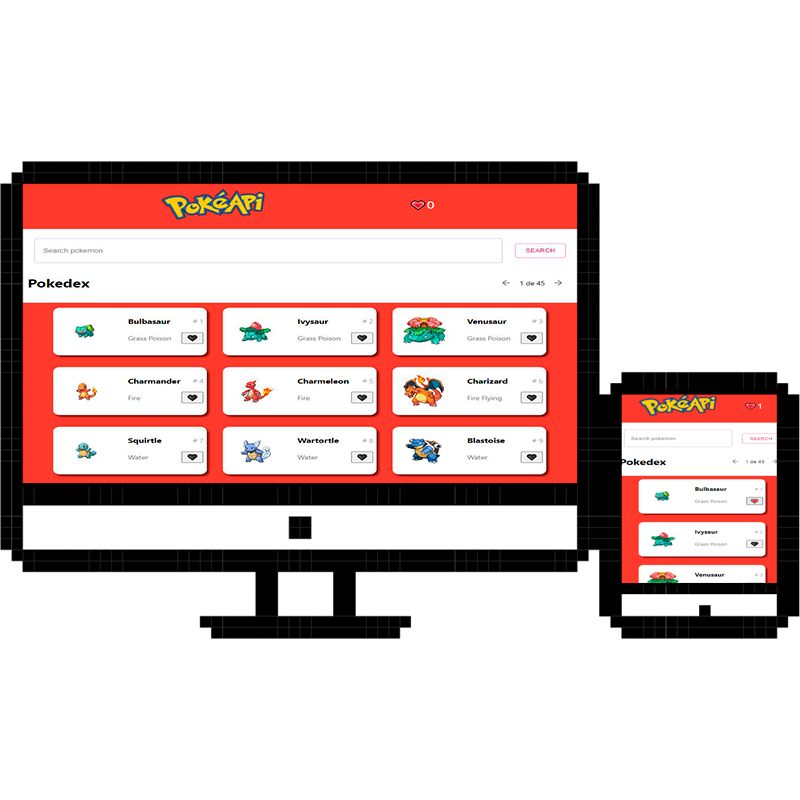 PokéApi
0
Search pokemon
SEARCH
Pokedex
1 de 45
Bulbasaur #1
Grass Poison
Ivysaur #2
Grass Poison
Venusaur #3
Grass Poison
Charmander #4
Fire
Charmeleon #5
Fire
Charizard #6
Fire Flying
Squirtle #7
Water
Wartortle #8
Water
Blastoise #9
Water
PokéApi
1
Search pokemon
SEARCH
Pokedex
1 de 45
Bulbasaur #1
Grass Poison
Ivysaur #2
Grass Poison
Venusaur #3